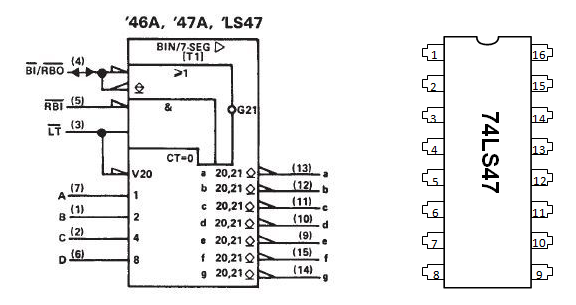 '46A, '47A, 'LS47
BIN/7-SEG ▷
[T1]
BI/RBO (4)
≥1
G21
RBI (5)
&
LT (3)
CT=0
V20
A (7) 1
B (1) 2
C (2) 4
D (6) 8
a 20,21 (13) a
b 20,21 (12) b
c 20,21 (11) c
d 20,21 (10) d
e 20,21 (9) e
f 20,21 (15) f
g 20,21 (14) g
74LS47
1 16
2 15
3 14
4 13
5 12
6 11
7 10
8 9